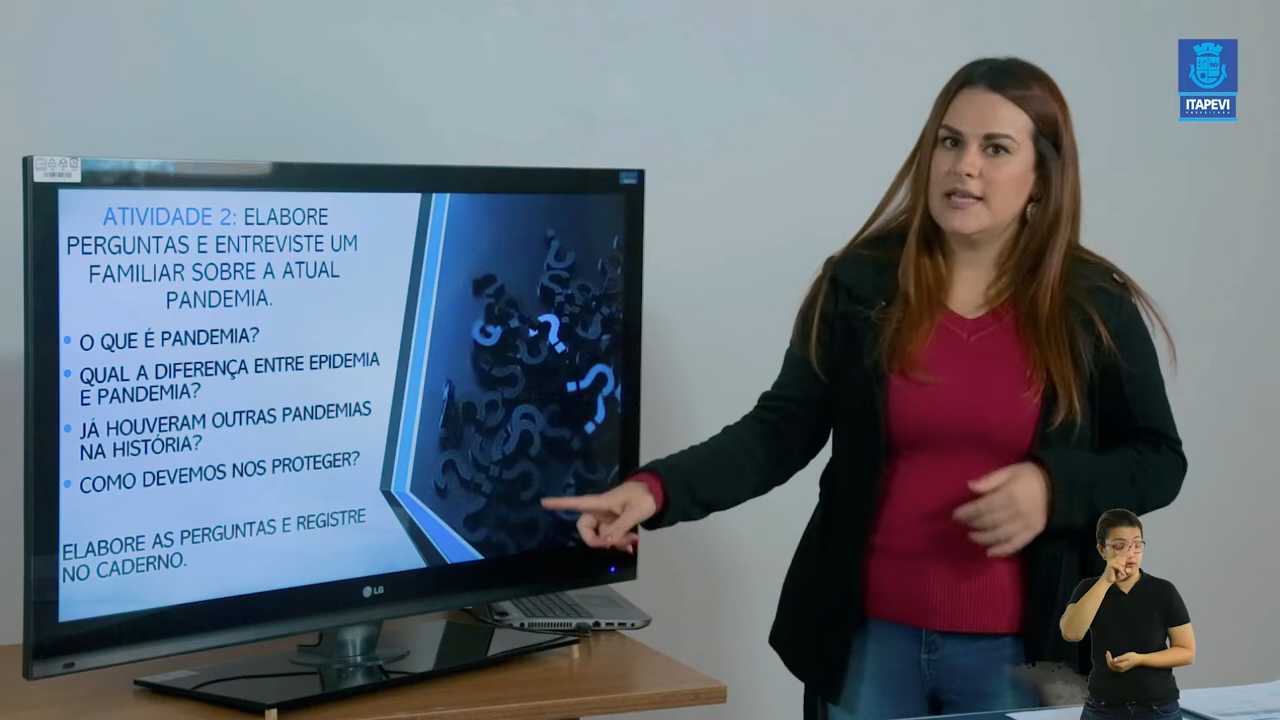 ATIVIDADE 2: ELABORE
PERGUNTAS E ENTREVISTE UM
FAMILIAR SOBRE A ATUAL
PANDEMIA.
• O QUE É PANDEMIA?
• QUAL A DIFERENÇA ENTRE EPIDEMIA
E PANDEMIA?
• JÁ HOUVERAM OUTRAS PANDEMIAS
NA HISTÓRIA?
• COMO DEVEMOS NOS PROTEGER?
ELABORE AS PERGUNTAS E REGISTRE
NO CADERNO.
LG
ITAPEVI
PREFEITURA